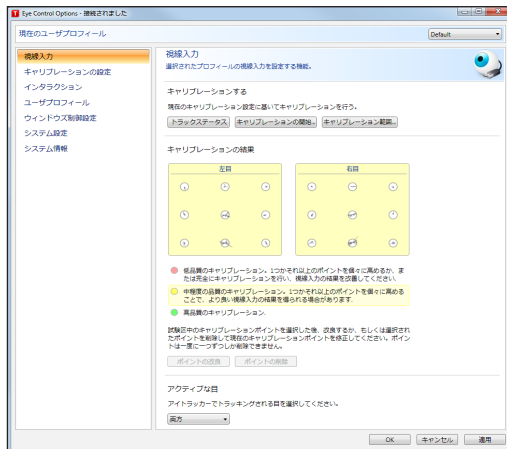 Eye Control Options - 接続されました
現在のユーザプロフィール
Default
視線入力
キャリブレーションの設定
インタラクション
ユーザプロフィール
ウィンドウズ制御設定
システム設定
システム情報
視線入力
選択されたプロフィールの視線入力を設定する機能。
キャリブレーションする
現在のキャリブレーション設定に基いてキャリブレーションを行う。
トラックステータス キャリブレーションの開始.. キャリブレーション範囲..
キャリブレーションの結果
左目 右目
低品質のキャリブレーション。1つかそれ以上のポイントを個々に高めるか、ま
たは完全にキャリブレーションを行い、視線入力の結果を改善してください.
中程度の品質のキャリブレーション。1つかそれ以上のポイントを個々に高める
ことで、より良い視線入力の結果を得られる場合があります.
高品質のキャリブレーション.
試験区中のキャリブレーションポイントを選択した後、改良するか、もしくは選択され
たポイントを削除して現在のキャリブレーションポイントを修正してください。ポイン
トは一度に一つずつしか削除できません。
ポイントの改良 ポイントの削除
アクティブな目
アイトラッカーでトラッキングされる目を選択してください。
両方
OK キャンセル 適用